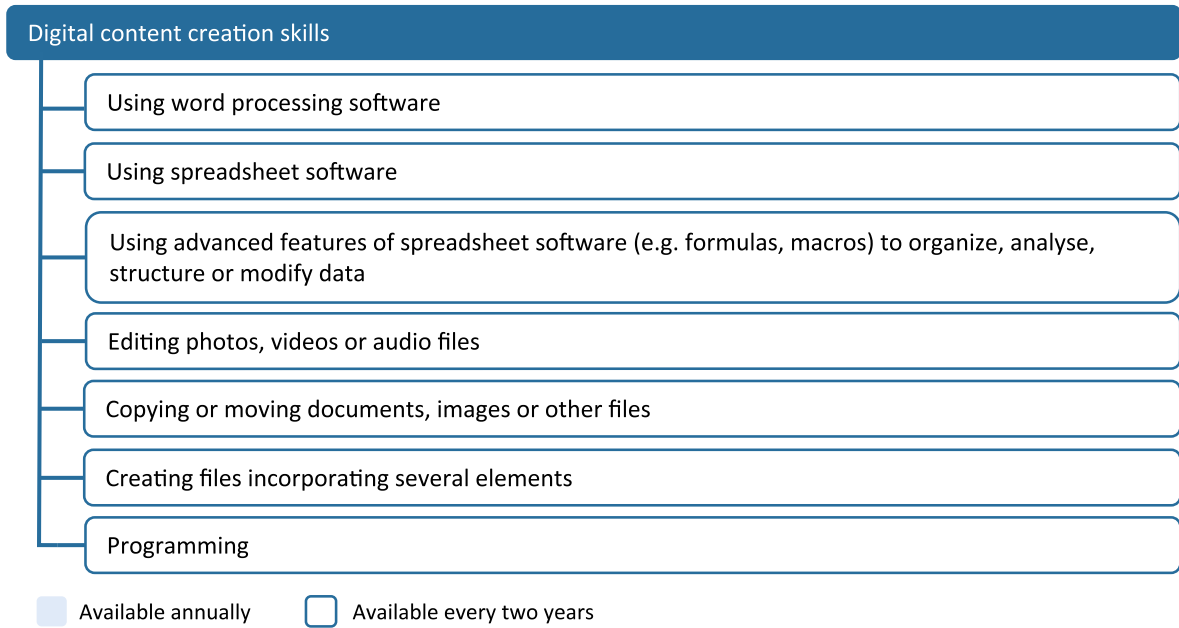 Digital content creation skills
Using word processing software
Using spreadsheet software
Using advanced features of spreadsheet software (e.g. formulas, macros) to organize, analyse,
structure or modify data
Editing photos, videos or audio files
Copying or moving documents, images or other files
Creating files incorporating several elements
Programming
Available annually
Available every two years